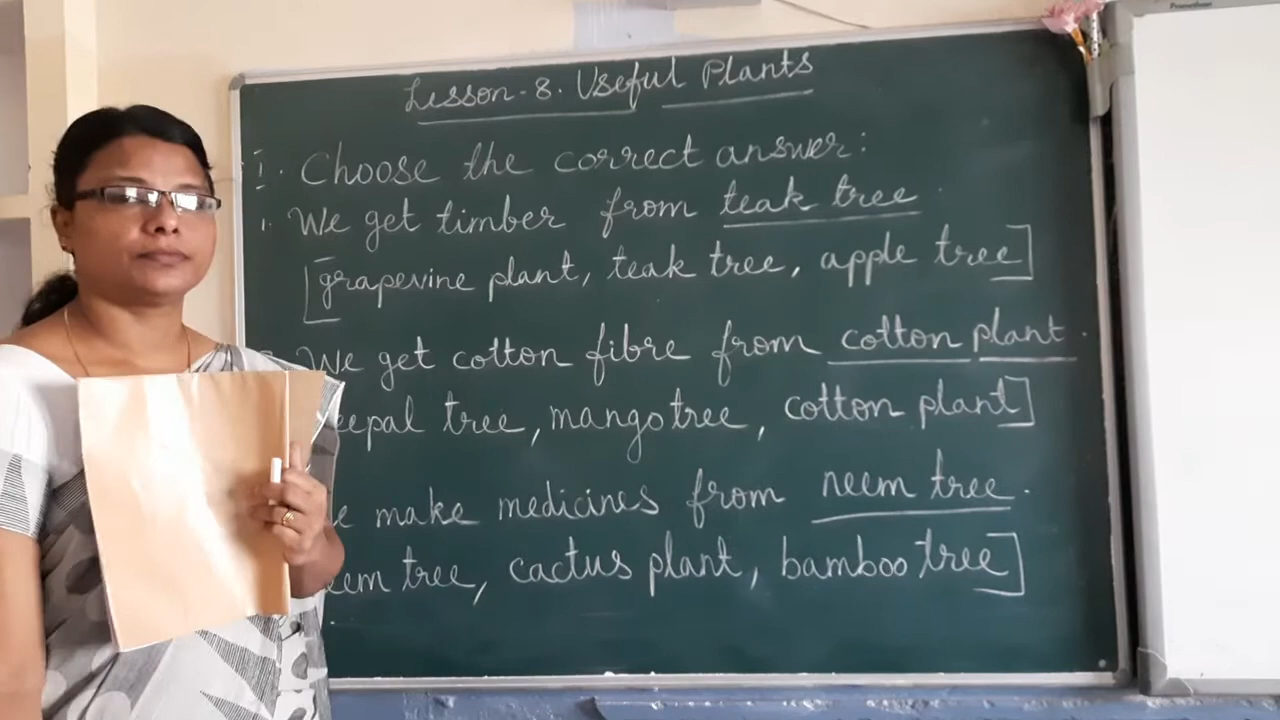 Promethean
Lesson-8. Useful Plants
I. Choose the correct answer:
1. We get timber from teak tree.
[grapevine plant, teak tree, apple tree]
We get cotton fibre from cotton plant.
eepal tree, mango tree, cotton plant]
e make medicines from neem tree.
eem tree, cactus plant, bamboo tree]